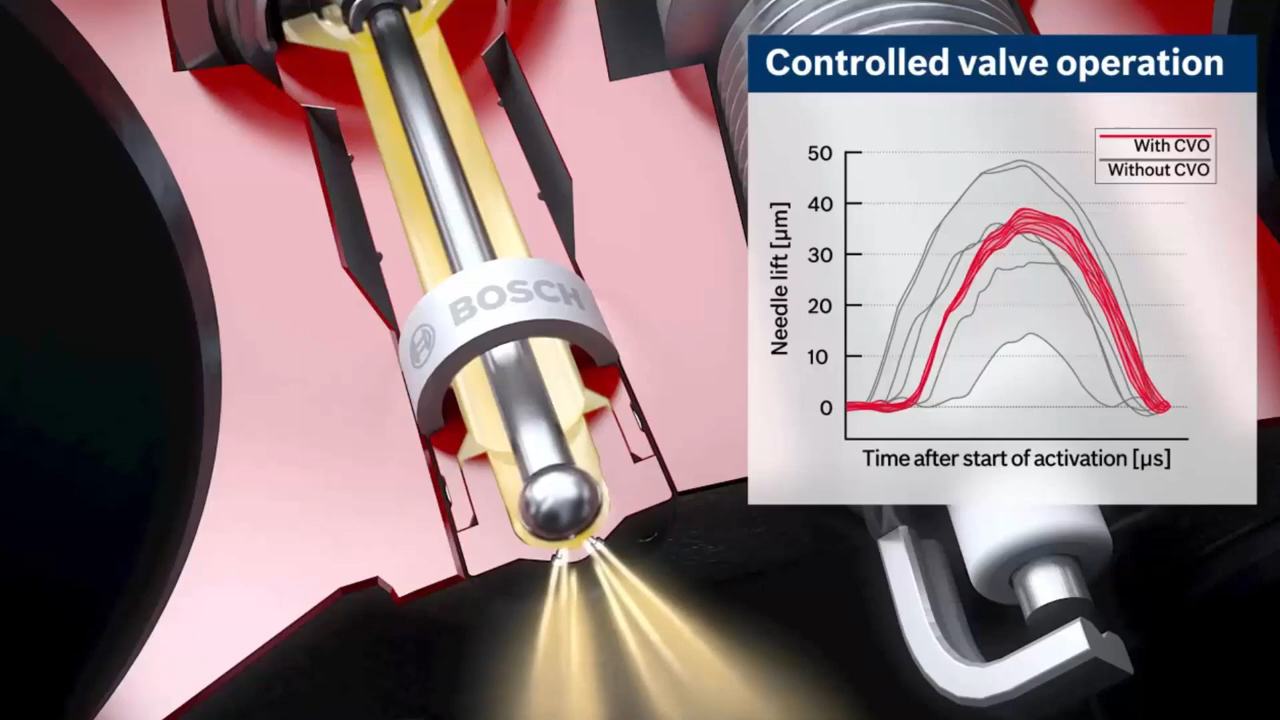 BOSCH
Controlled valve operation
With CVO
Without CVO
50
40
30
20
10
0
Needle lift [µm]
Time after start of activation [µs]